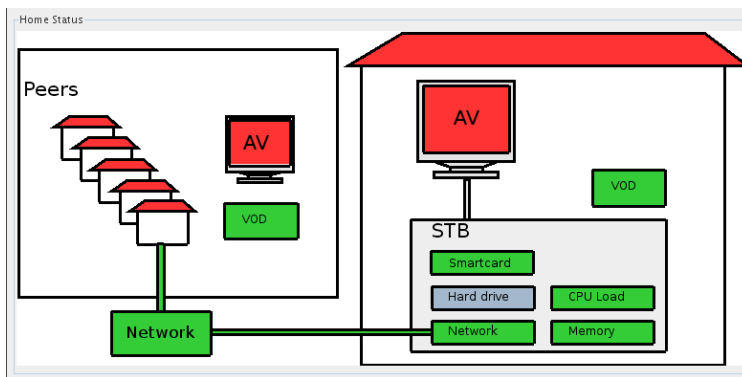 Home Status
Peers
AV
VOD
Network
AV
VOD
STB
Smartcard
Hard drive
CPU Load
Network
Memory